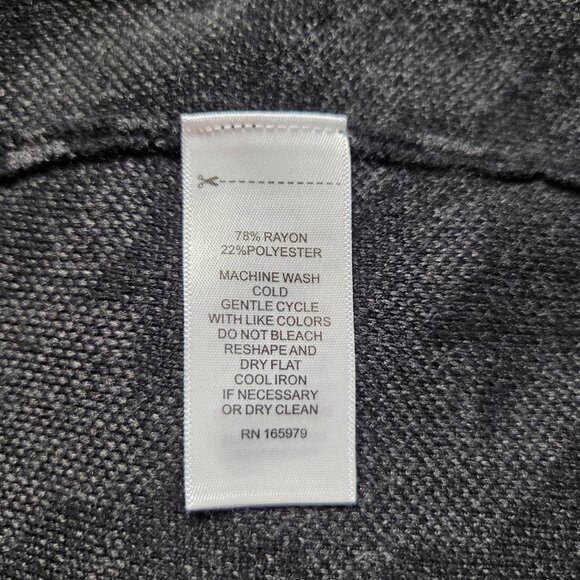 78% RAYON
22%POLYESTER
MACHINE WASH
COLD
GENTLE CYCLE
WITH LIKE COLORS
DO NOT BLEACH
RESHAPE AND
DRY FLAT
COOL IRON
IF NECESSARY
OR DRY CLEAN
RN 165979